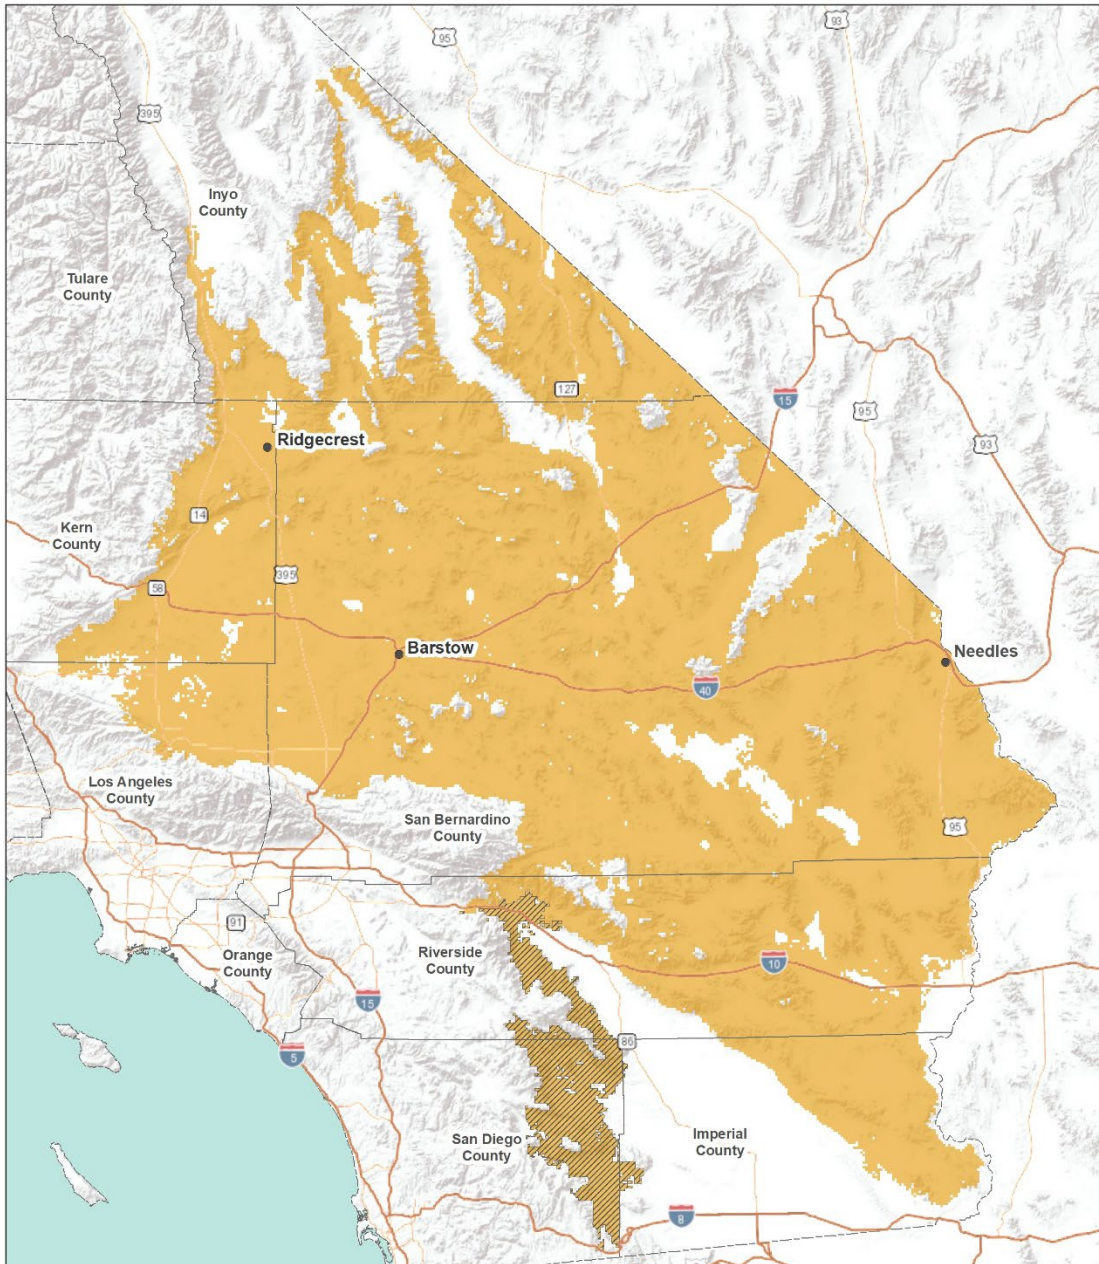 95
93
395
Inyo
County
Tulare
County
127
15
95
93
Ridgecrest
14
Kern
County
395
58
Barstow
Needles
40
Los Angeles
County
San Bernardino
County
95
91
Orange
County
Riverside
County
10
15
86
5
San Diego
County
Imperial
County
8